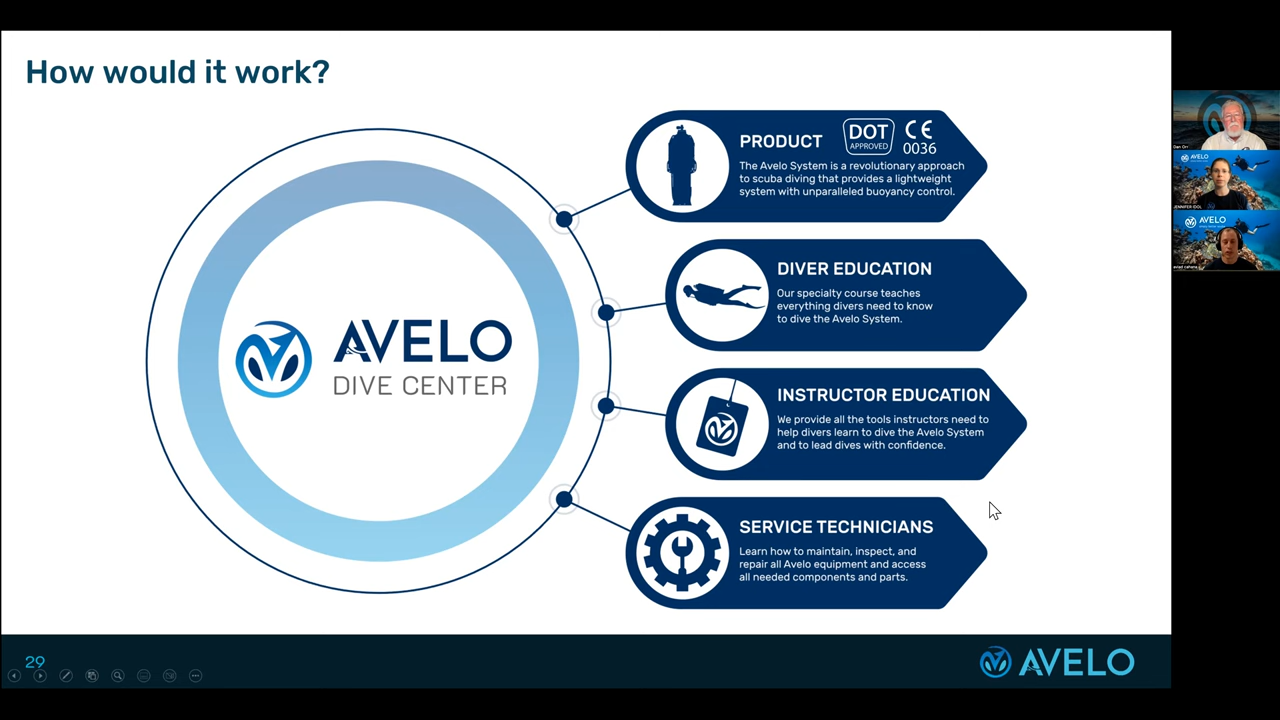 How would it work?
AVELO
DIVE CENTER
PRODUCT
DOT
APPROVED
CE
0036
The Avelo System is a revolutionary approach
to scuba diving that provides a lightweight
system with unparalleled buoyancy control.
DIVER EDUCATION
Our specialty course teaches
everything divers need to know
to dive the Avelo System.
INSTRUCTOR EDUCATION
We provide all the tools instructors need to
help divers learn to dive the Avelo System
and to lead dives with confidence.
SERVICE TECHNICIANS
Learn how to maintain, inspect, and
repair all Avelo equipment and access
all needed components and parts.
29
AVELO
Dan Orr
AVELO
JENNIFER IDOL
AVELO